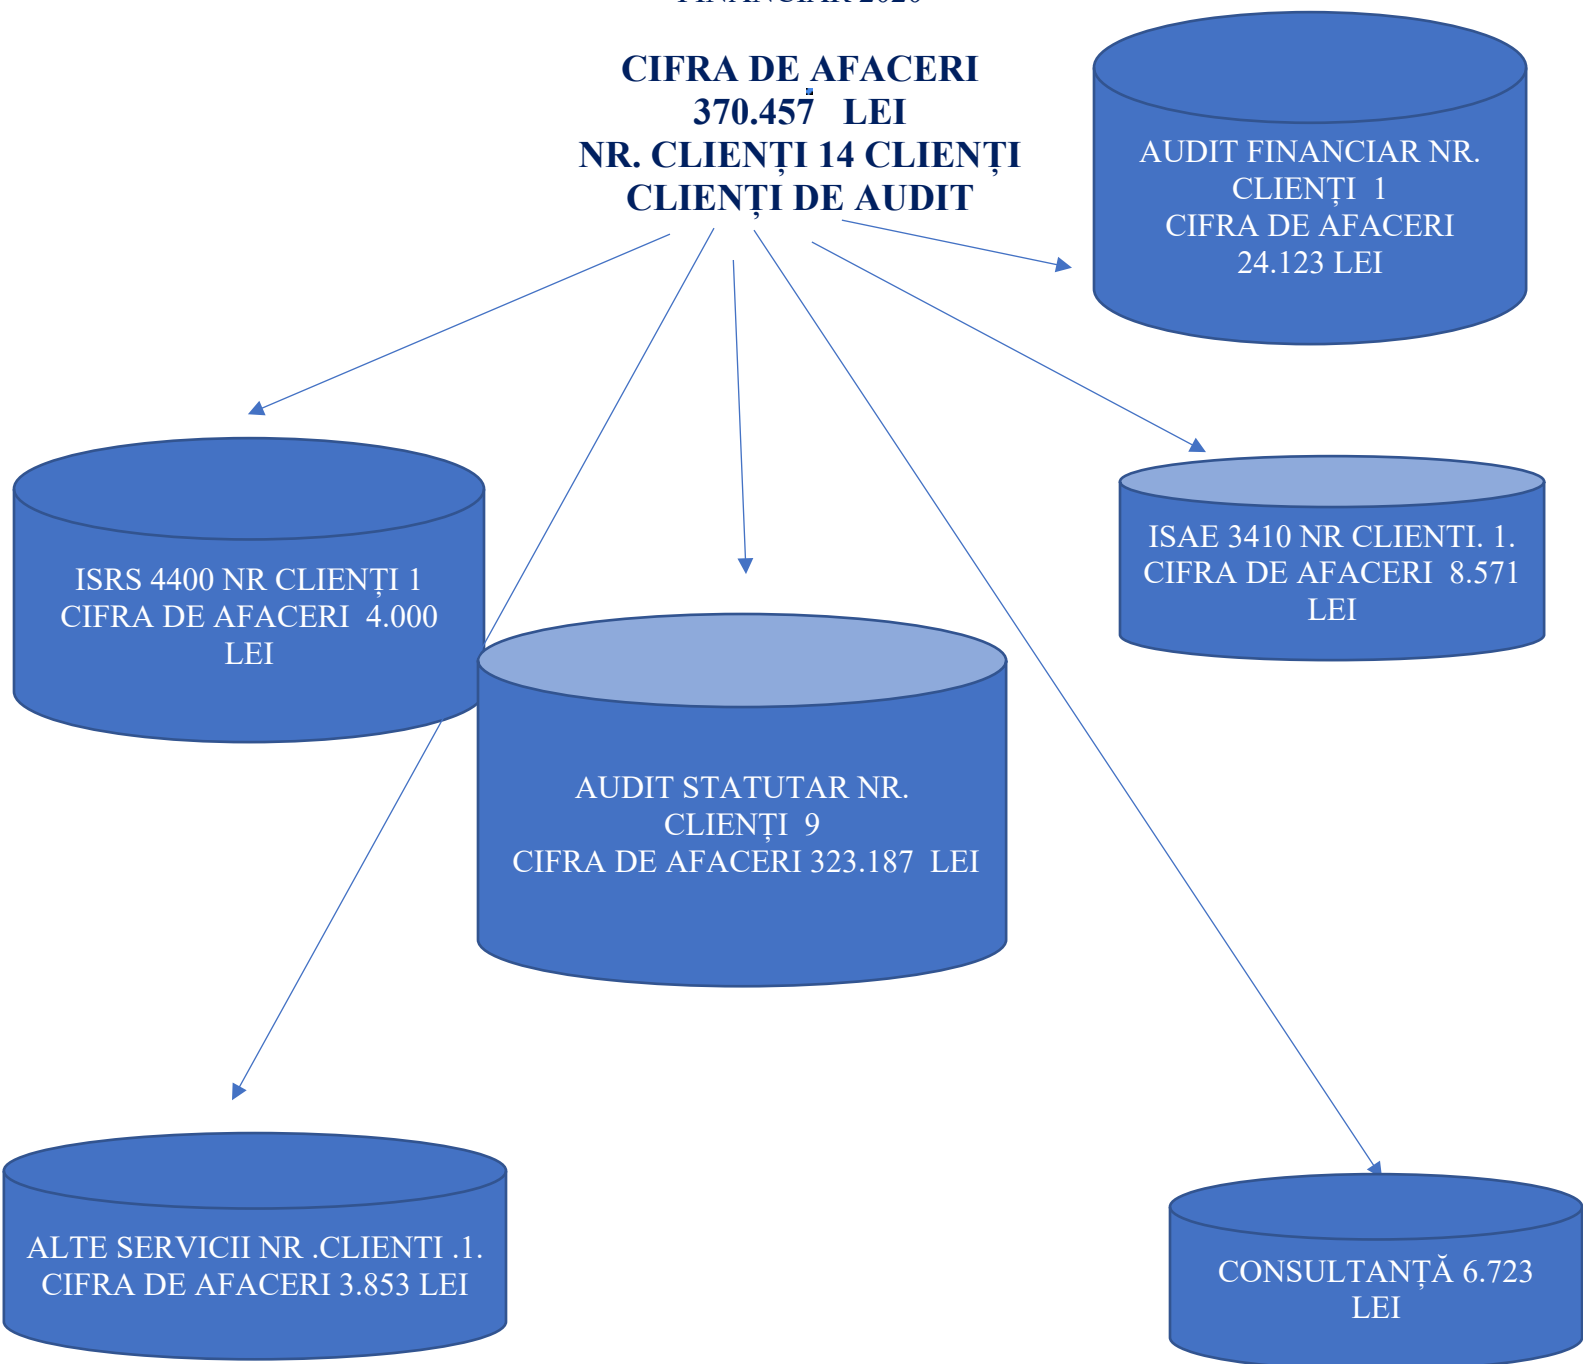 FINANCIAR 2020
CIFRA DE AFACERI
370.457 LEI
NR. CLIENȚI 14 CLIENȚI
CLIENȚI DE AUDIT
AUDIT FINANCIAR NR.
CLIENȚI 1
CIFRA DE AFACERI
24.123 LEI
ISRS 4400 NR CLIENȚI 1
CIFRA DE AFACERI 4.000
LEI
ISAE 3410 NR CLIENTI. 1.
CIFRA DE AFACERI 8.571
LEI
AUDIT STATUTAR NR.
CLIENȚI 9
CIFRA DE AFACERI 323.187 LEI
ALTE SERVICII NR .CLIENTI .1.
CIFRA DE AFACERI 3.853 LEI
CONSULTANȚĂ 6.723
LEI